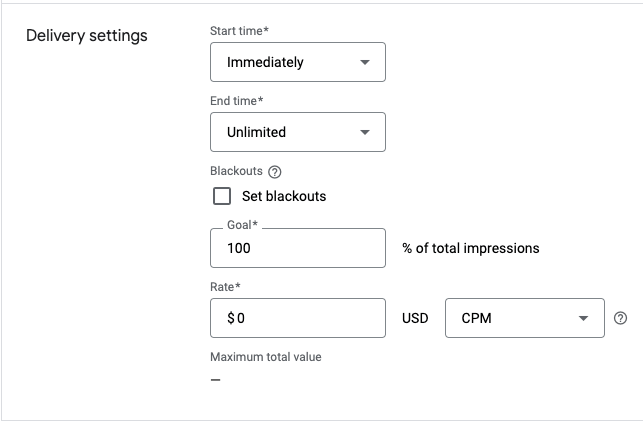 Delivery settings
Start time*
Immediately
End time*
Unlimited
Blackouts
Set blackouts
Goal*
100 % of total impressions
Rate*
$0 USD CPM
Maximum total value
—